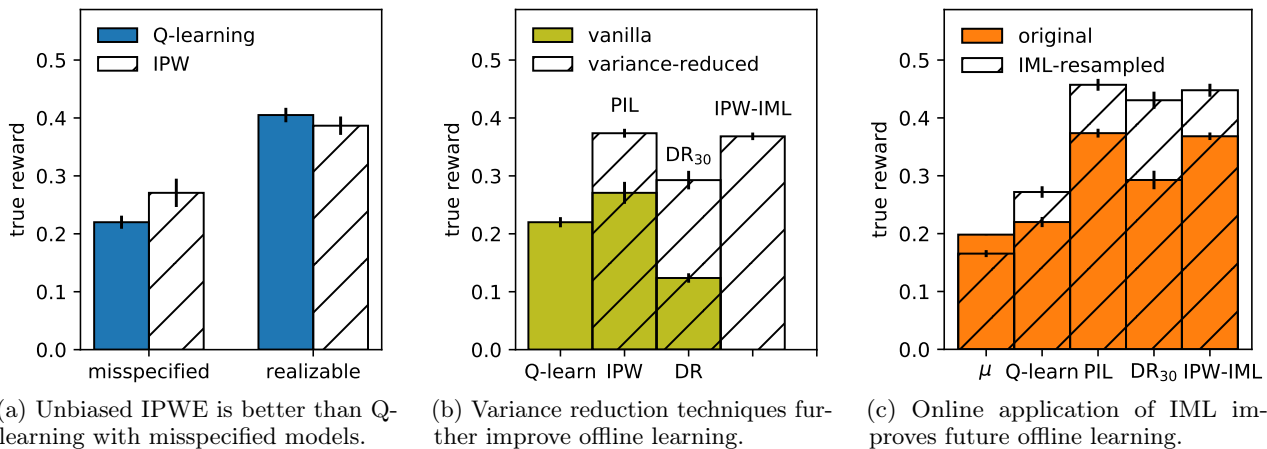 0.5
0.4
0.3
0.2
0.1
0.0
true reward
Q-learning
IPW
misspecified
realizable
(a) Unbiased IPWE is better than Q-
learning with misspecified models.
0.5
0.4
0.3
0.2
0.1
0.0
true reward
vanilla
variance-reduced
PIL
DR30
IPW-IML
Q-learn
IPW
DR
(b) Variance reduction techniques fur-
ther improve offline learning.
0.5
0.4
0.3
0.2
0.1
0.0
true reward
original
IML-resampled
μ
Q-learn
PIL
DR30
IPW-IML
(c) Online application of IML im-
proves future offline learning.